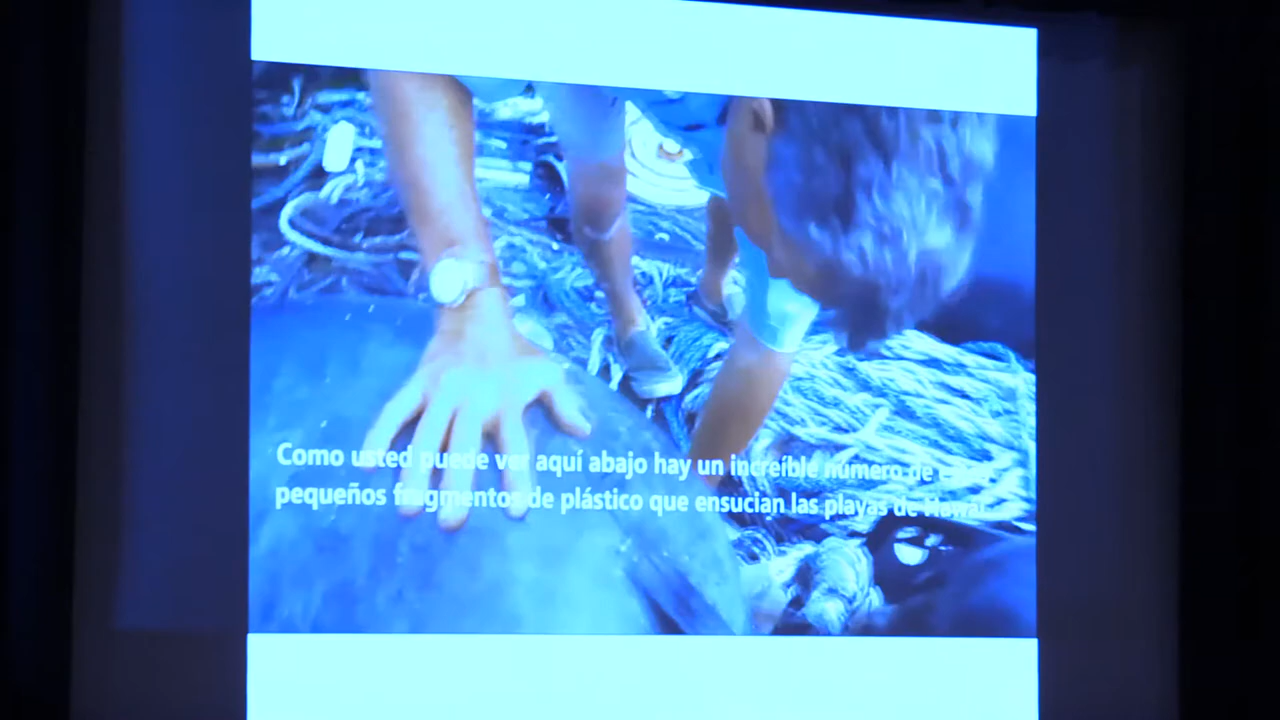 Como usted puede ver aquí abajo hay un increíble número de
pequeños fragmentos de plástico que ensucian las playas de Hawai